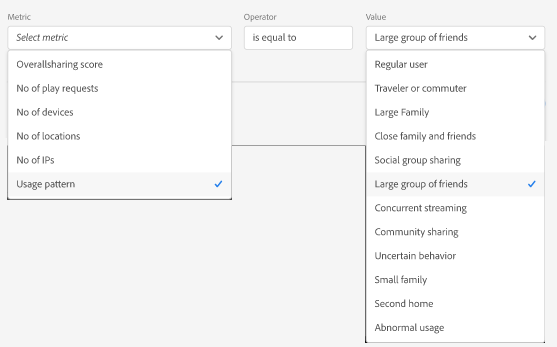 Metric
Select metric
Overallsharing score
No of play requests
No of devices
No of locations
No of IPs
Usage pattern
Operator
is equal to
Value
Large group of friends
Regular user
Traveler or commuter
Large Family
Close family and friends
Social group sharing
Large group of friends
Concurrent streaming
Community sharing
Uncertain behavior
Small family
Second home
Abnormal usage